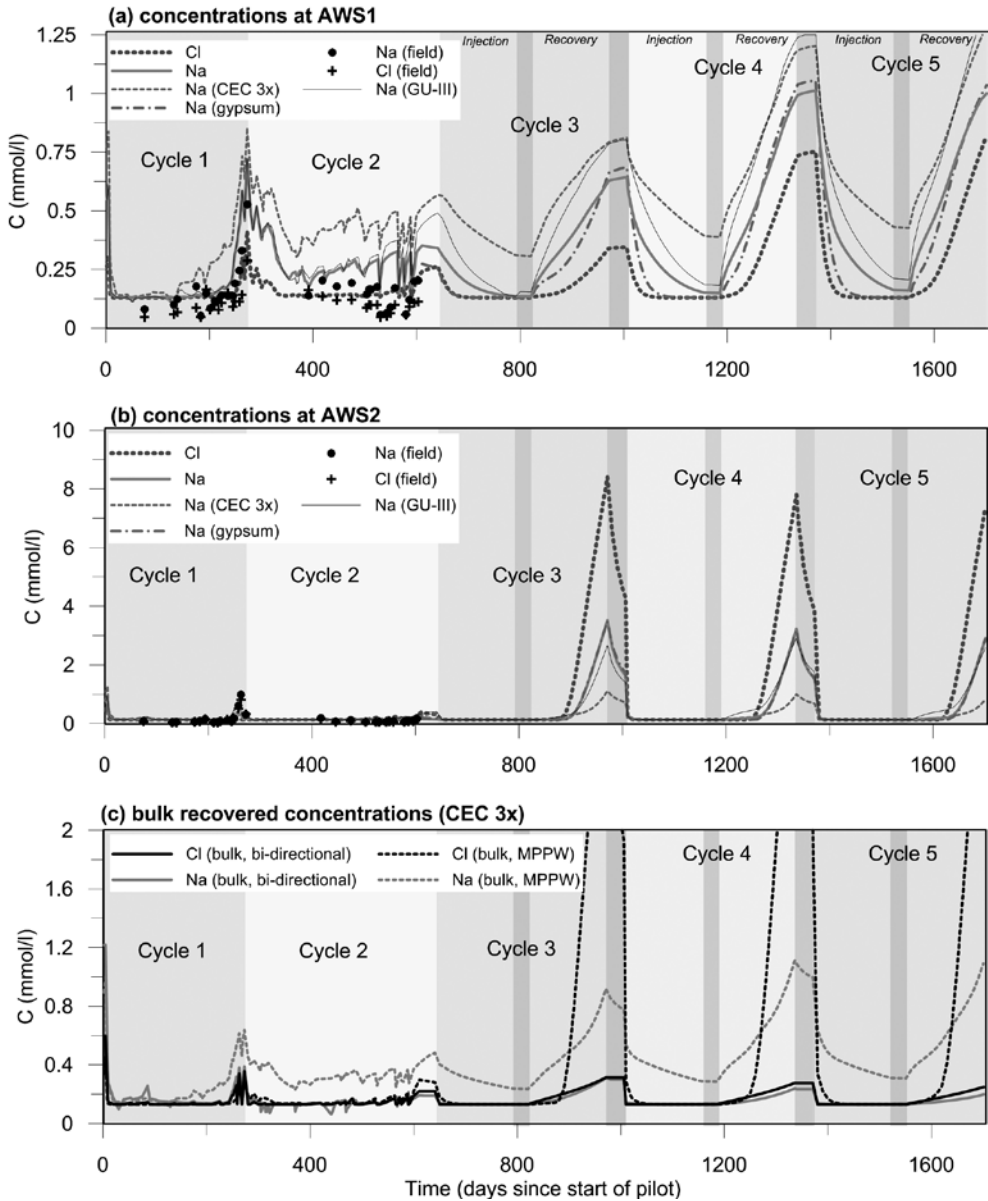 (a) concentrations at AWS1
C (mmol/l)
1.25
1
0.75
0.5
0.25
0
Cl
Na
Na (CEC 3x)
Na (gypsum)
Na (field)
Cl (field)
Na (GU-III)
Injection Recovery Injection Recovery Injection Recovery
Cycle 1
Cycle 2
Cycle 3
Cycle 4
Cycle 5
0 400 800 1200 1600
(b) concentrations at AWS2
C (mmol/l)
10
8
6
4
2
0
Cl
Na
Na (CEC 3x)
Na (gypsum)
Na (field)
Cl (field)
Na (GU-III)
Cycle 1
Cycle 2
Cycle 3
Cycle 4
Cycle 5
0 400 800 1200 1600
(c) bulk recovered concentrations (CEC 3x)
C (mmol/l)
2
1.6
1.2
0.8
0.4
0
Cl (bulk, bi-directional)
Na (bulk, bi-directional)
Cl (bulk, MPPW)
Na (bulk, MPPW)
Cycle 1
Cycle 2
Cycle 3
Cycle 4
Cycle 5
0 400 800 1200 1600
Time (days since start of pilot)